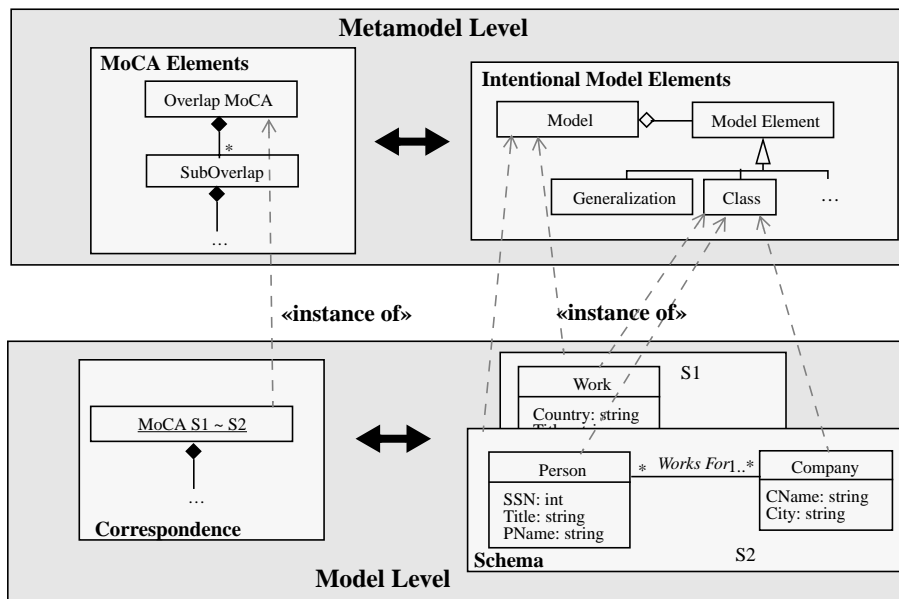 Metamodel Level
MoCA Elements
Overlap MoCA
*
SubOverlap
...
Intentional Model Elements
Model
Model Element
Generalization
Class
...
«instance of»
«instance of»
MoCA S1 ~ S2
...
Correspondence
S1
Work
Country: string
Person
SSN: int
Title: string
PName: string
* Works For 1..*
Company
CName: string
City: string
S2
Schema
Model Level